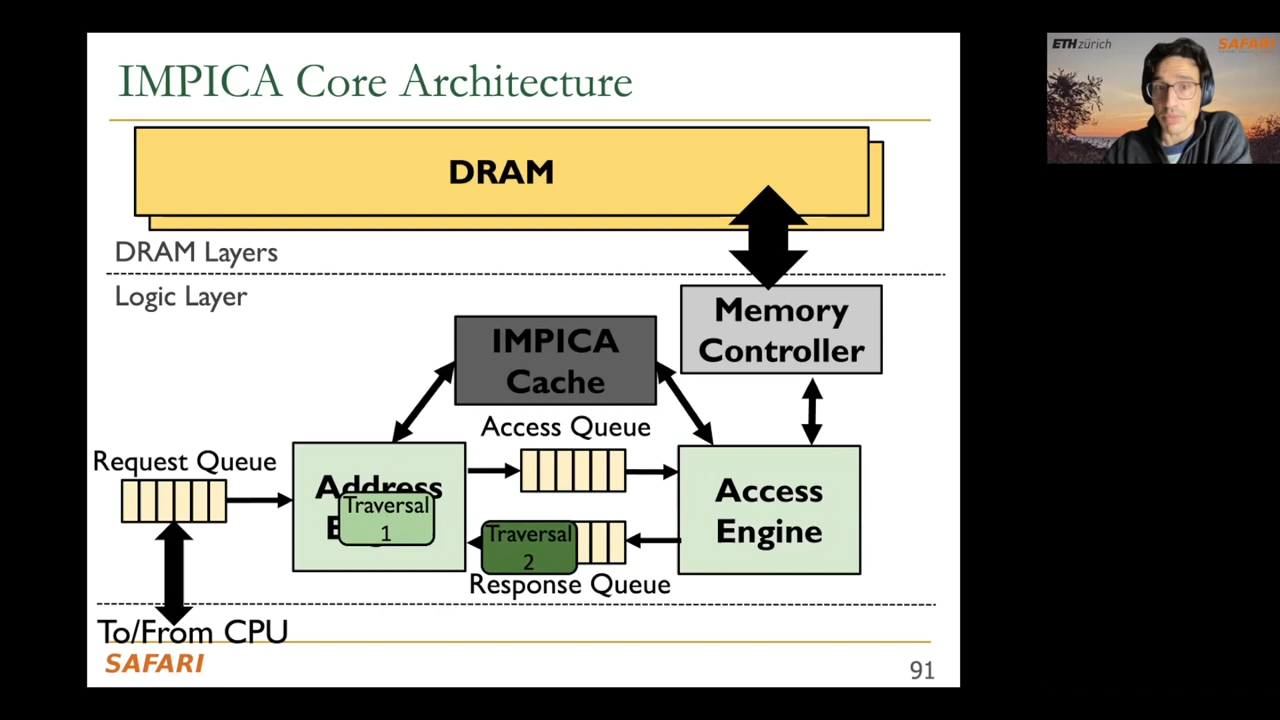 IMPICA Core Architecture
DRAM
DRAM Layers
Logic Layer
Memory
Controller
IMPICA
Cache
Access Queue
Request Queue
Address
Traversal
1
Access
Engine
Traversal
2
Response Queue
To/From CPU
SAFARI
91
ETH zürich
SAFARI